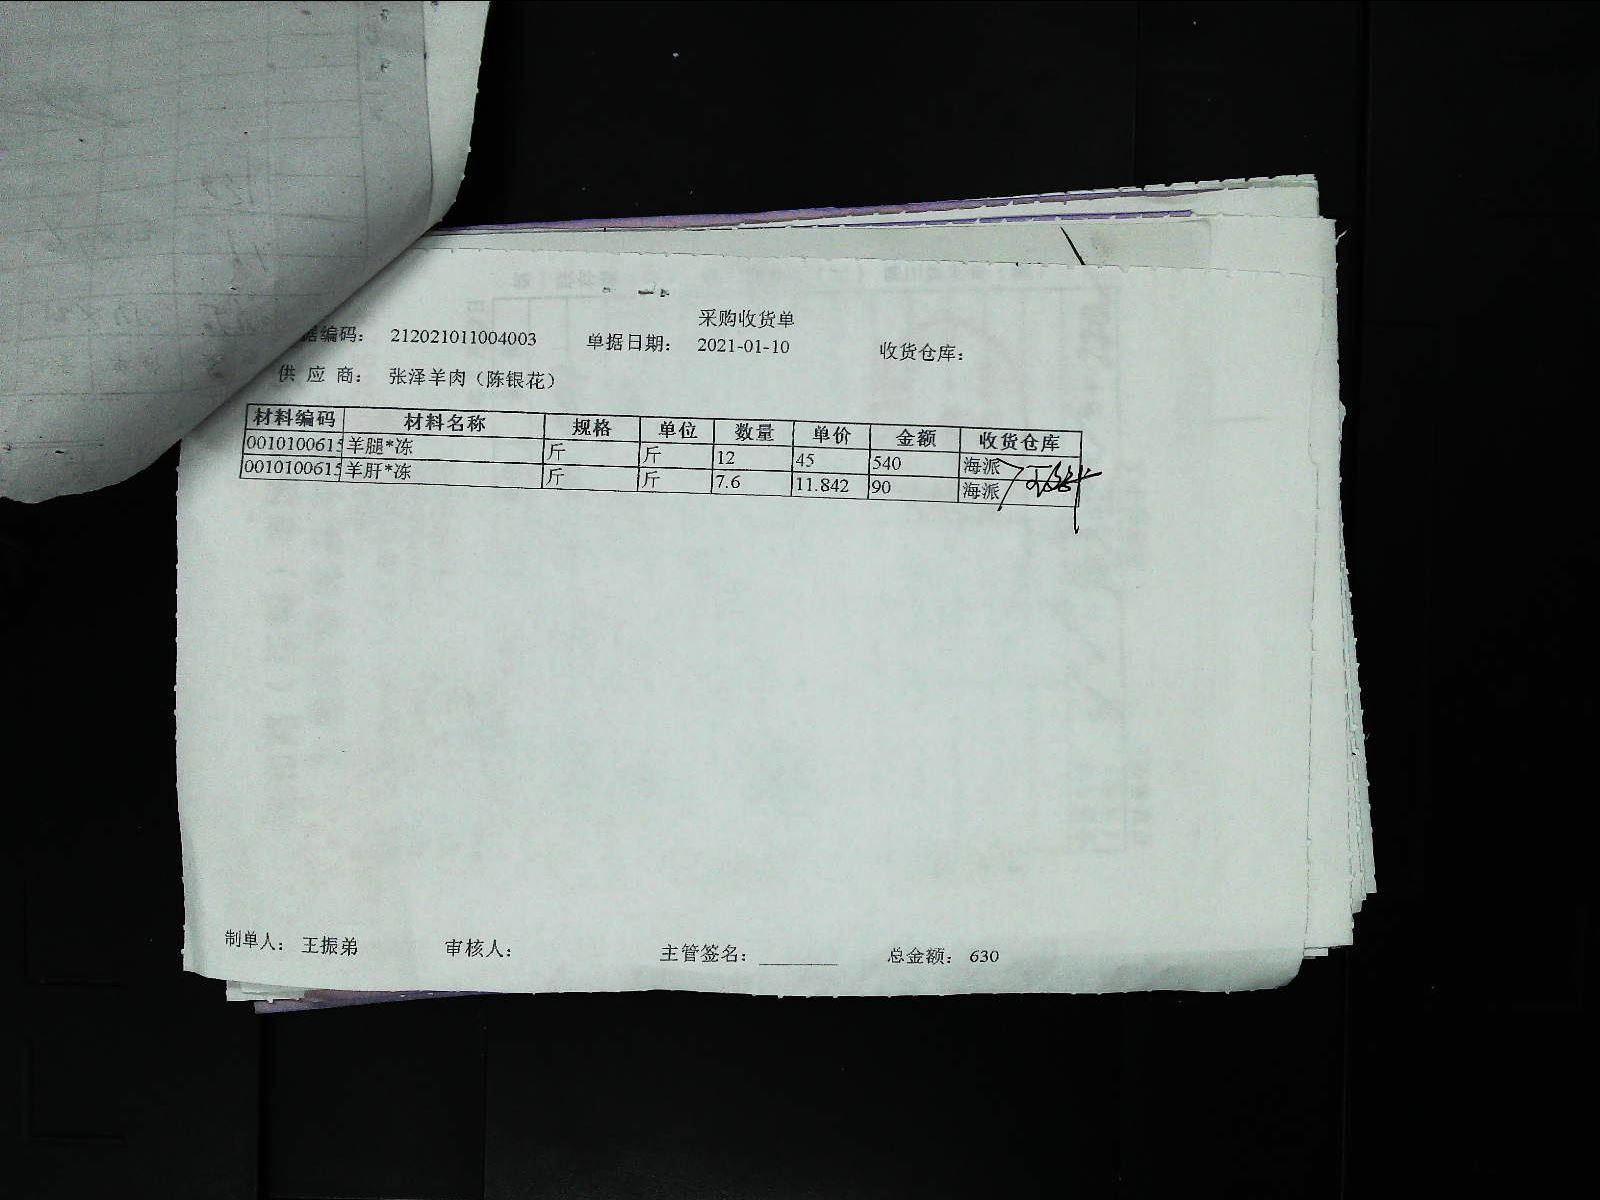 采购收货单
据编码: 212021011004003 单据日期: 2021-01-10 收货仓库:
供 应 商: 张泽羊肉（陈银花）
材料编码 材料名称 规格 单位 数量 单价 金额 收货仓库
0010100615 羊腿*冻 斤 斤 12 45 540 海派
0010100615 羊肝*冻 斤 斤 7.6 11.842 90 海派
制单人: 王振弟 审核人: 主管签名: ________ 总金额: 630